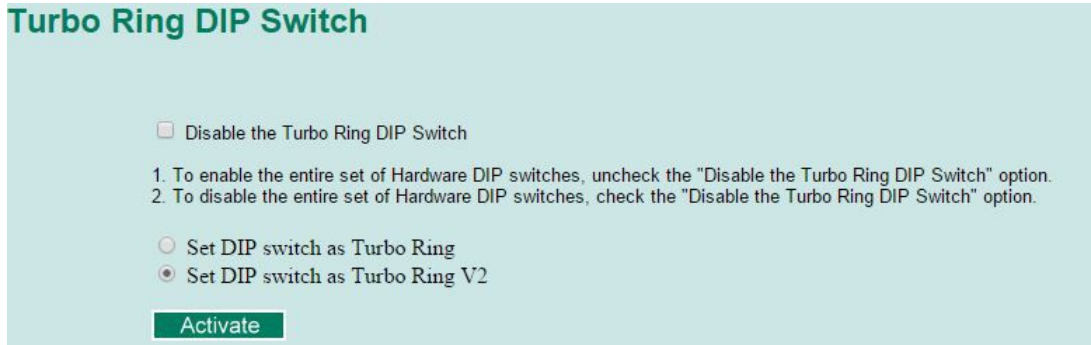 Turbo Ring DIP Switch
Disable the Turbo Ring DIP Switch
1. To enable the entire set of Hardware DIP switches, uncheck the "Disable the Turbo Ring DIP Switch" option.
2. To disable the entire set of Hardware DIP switches, check the "Disable the Turbo Ring DIP Switch" option.
Set DIP switch as Turbo Ring
Set DIP switch as Turbo Ring V2
Activate